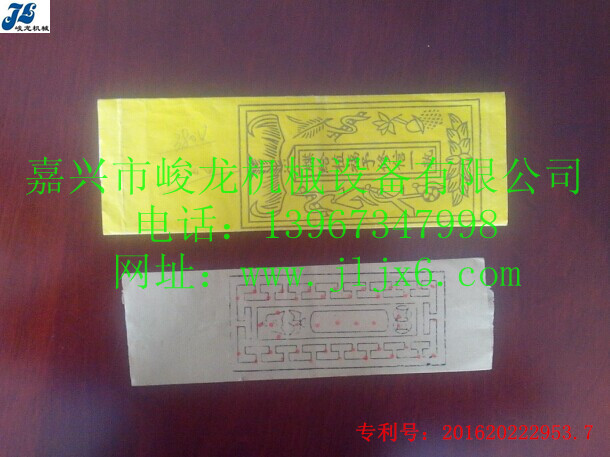 JL
峻龙机械
嘉兴市峻龙机械设备有限公司
电话：13967347998
网址：www.jljx6.com
专利号：201620222953.7